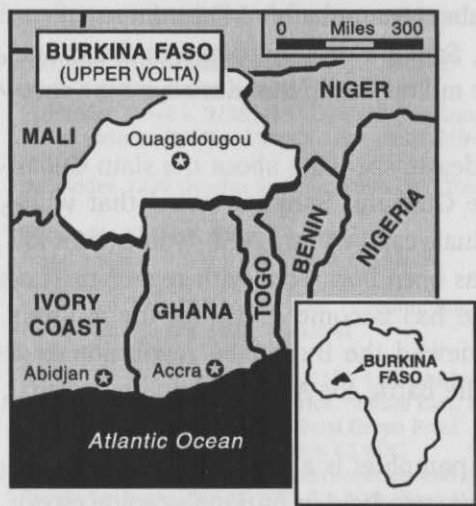 BURKINA FASO
(UPPER VOLTA)
0 Miles 300
NIGER
MALI
Ouagadougou
BENIN
NIGERIA
TOGO
IVORY
COAST
GHANA
Abidjan
Accra
Atlantic Ocean
BURKINA
FASO